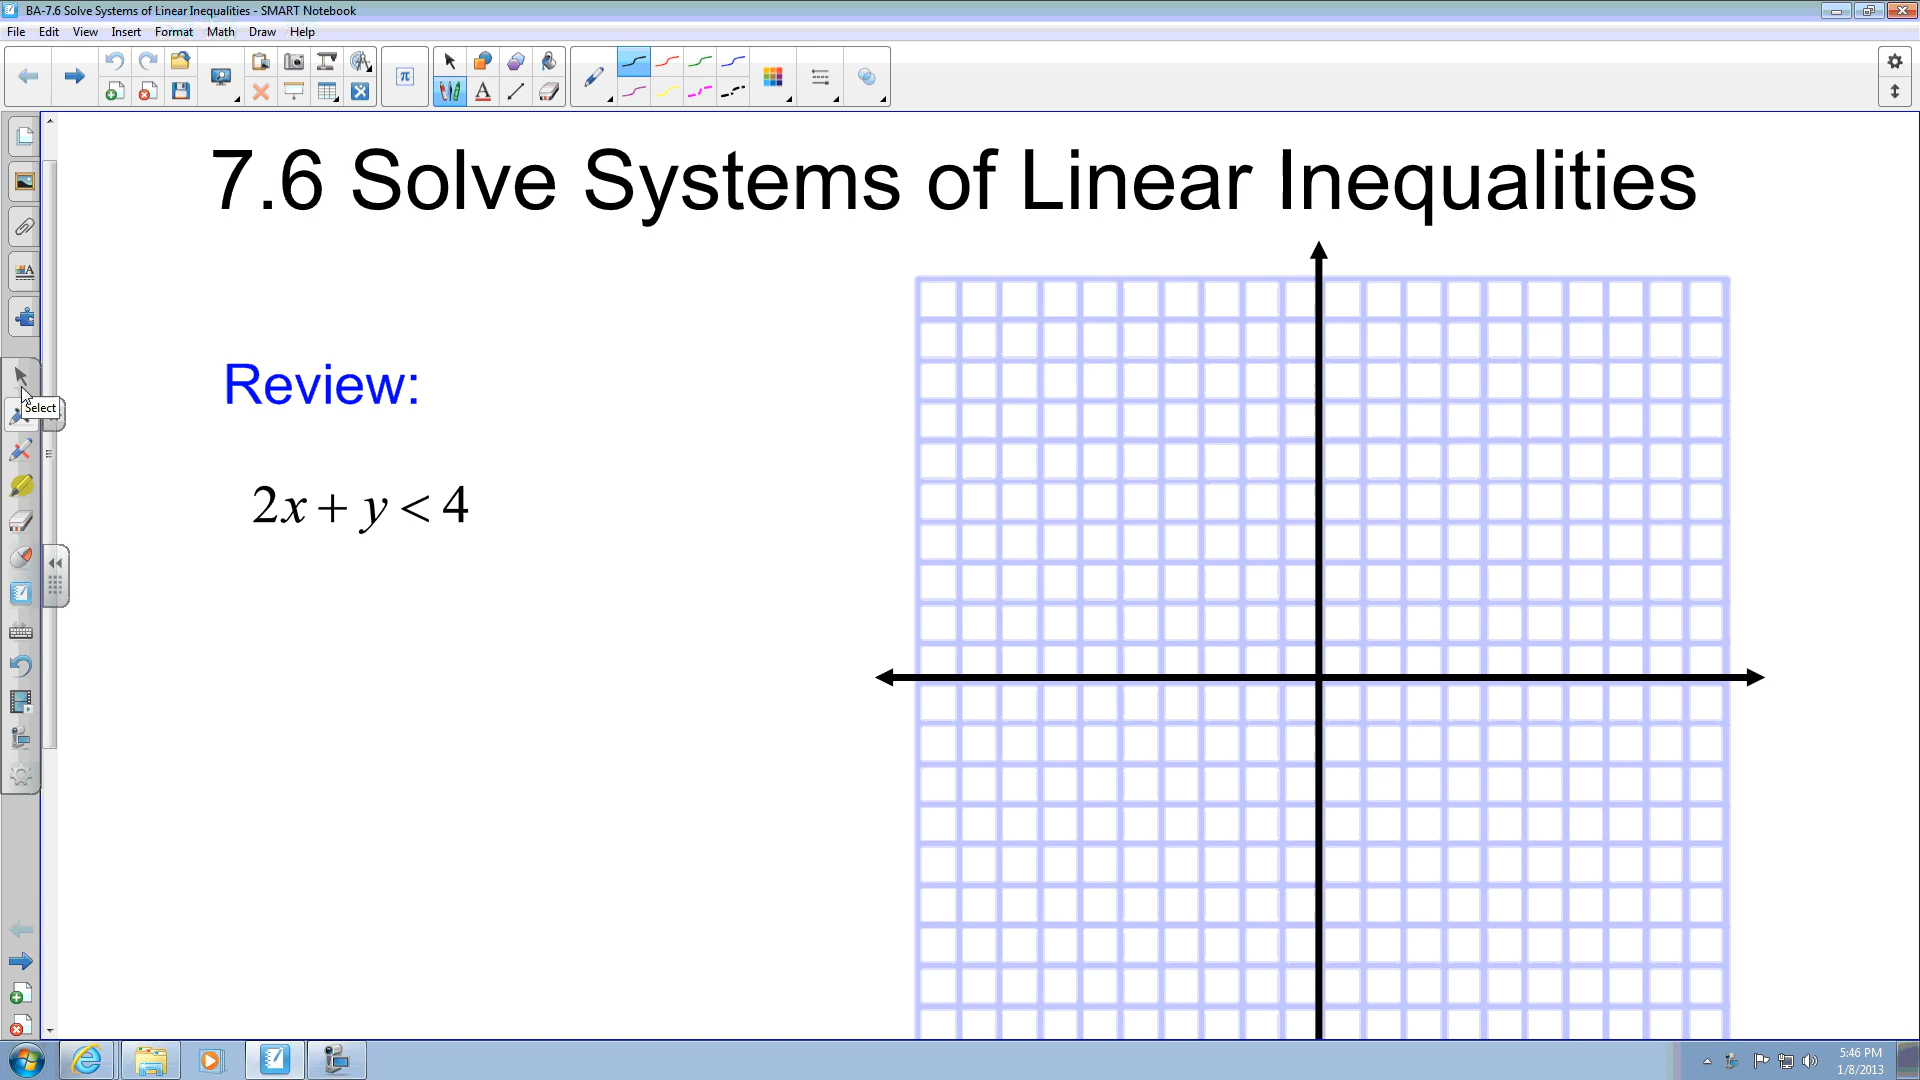 BA-7.6 Solve Systems of Linear Inequalities - SMART Notebook
File Edit View Insert Format Math Draw Help
π
A
7.6 Solve Systems of Linear Inequalities
Review:
Select
2x + y < 4
5:46 PM
1/8/2013